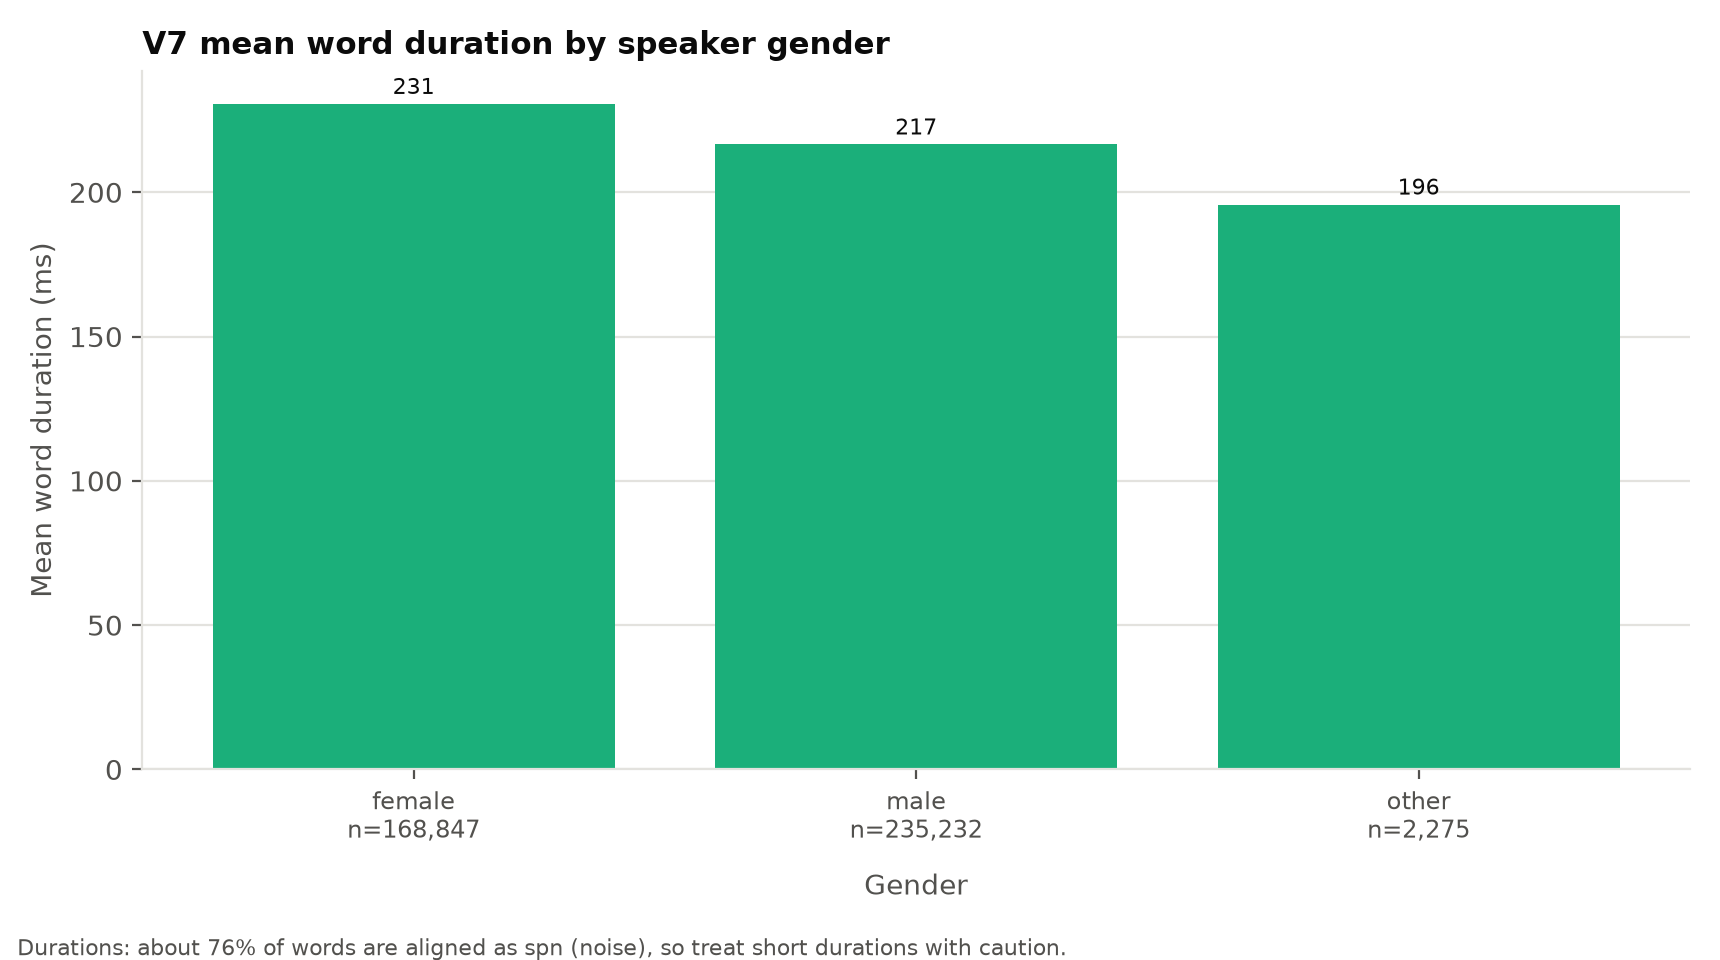 V7 mean word duration by speaker gender
Mean word duration (ms)
200
150
100
50
0
231
217
196
female
n=168,847
male
n=235,232
other
n=2,275
Gender
Durations: about 76% of words are aligned as spn (noise), so treat short durations with caution.